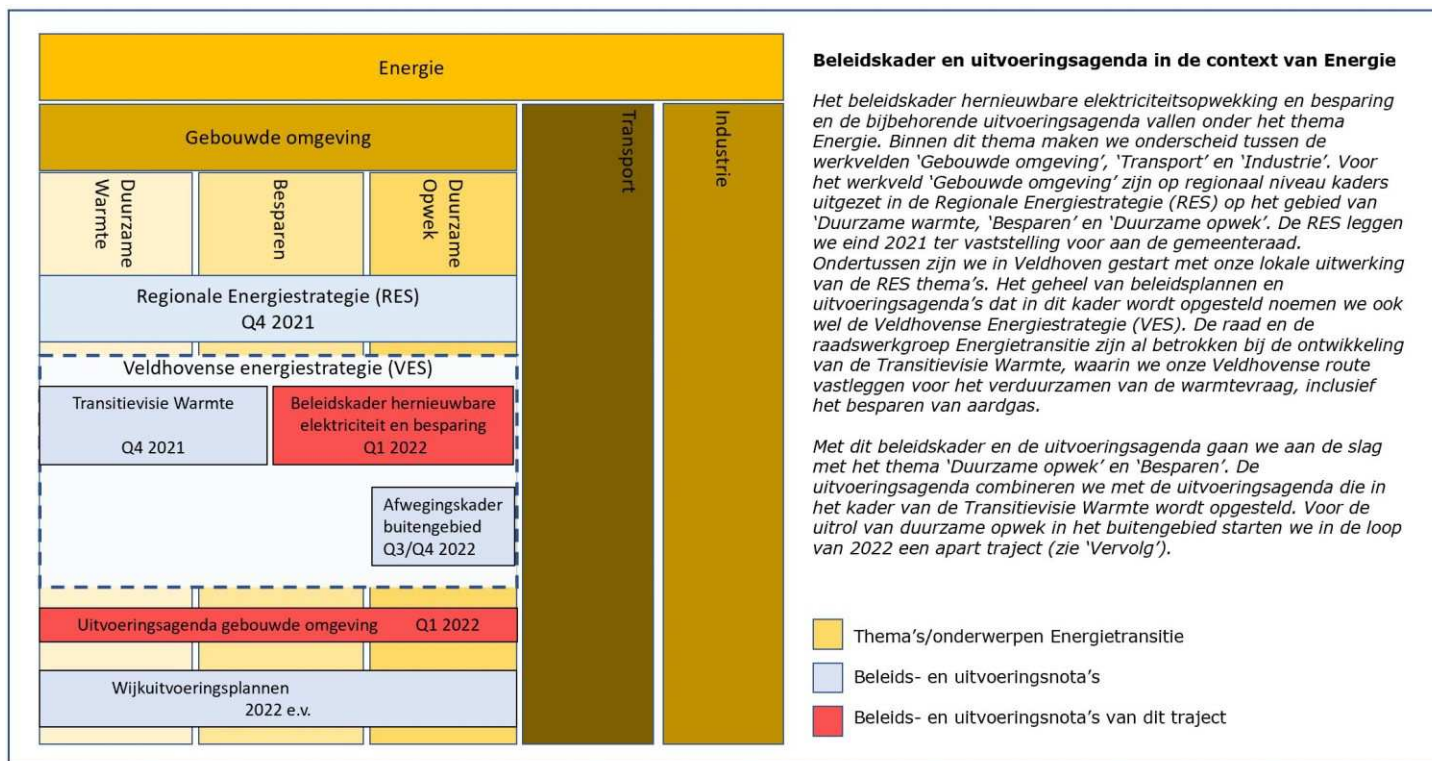 Energie
Gebouwde omgeving
Transport
Industrie
Duurzame
Warmte
Besparen
Duurzame
Opwek
Regionale Energiestrategie (RES)
Q4 2021
Veldhovense energiestrategie (VES)
Transitievisie Warmte
Q4 2021
Beleidskader hernieuwbare
elektriciteit en besparing
Q1 2022
Afwegingskader
buitengebied
Q3/Q4 2022
Uitvoeringsagenda gebouwde omgeving Q1 2022
Wijkuitvoeringsplannen
2022 e.v.
Beleidskader en uitvoeringsagenda in de context van Energie
Het beleidskader hernieuwbare elektriciteitsopwekking en besparing
en de bijbehorende uitvoeringsagenda vallen onder het thema
Energie. Binnen dit thema maken we onderscheid tussen de
werkvelden ‘Gebouwde omgeving’, ‘Transport’ en ‘Industrie’. Voor
het werkveld ‘Gebouwde omgeving’ zijn op regionaal niveau kaders
uitgezet in de Regionale Energiestrategie (RES) op het gebied van
‘Duurzame warmte, ‘Besparen’ en ‘Duurzame opwek’. De RES leggen
we eind 2021 ter vaststelling voor aan de gemeenteraad.
Ondertussen zijn we in Veldhoven gestart met onze lokale uitwerking
van de RES thema’s. Het geheel van beleidsplannen en
uitvoeringsagenda’s dat in dit kader wordt opgesteld noemen we ook
wel de Veldhovense Energiestrategie (VES). De raad en de
raadswerkgroep Energietransitie zijn al betrokken bij de ontwikkeling
van de Transitievisie Warmte, waarin we onze Veldhovense route
vastleggen voor het verduurzamen van de warmtevraag, inclusief
het besparen van aardgas.
Met dit beleidskader en de uitvoeringsagenda gaan we aan de slag
met het thema ‘Duurzame opwek’ en ‘Besparen’. De
uitvoeringsagenda combineren we met de uitvoeringsagenda die in
het kader van de Transitievisie Warmte wordt opgesteld. Voor de
uitrol van duurzame opwek in het buitengebied starten we in de loop
van 2022 een apart traject (zie ‘Vervolg’).
Thema’s/onderwerpen Energietransitie
Beleids- en uitvoeringsnota’s
Beleids- en uitvoeringsnota’s van dit traject